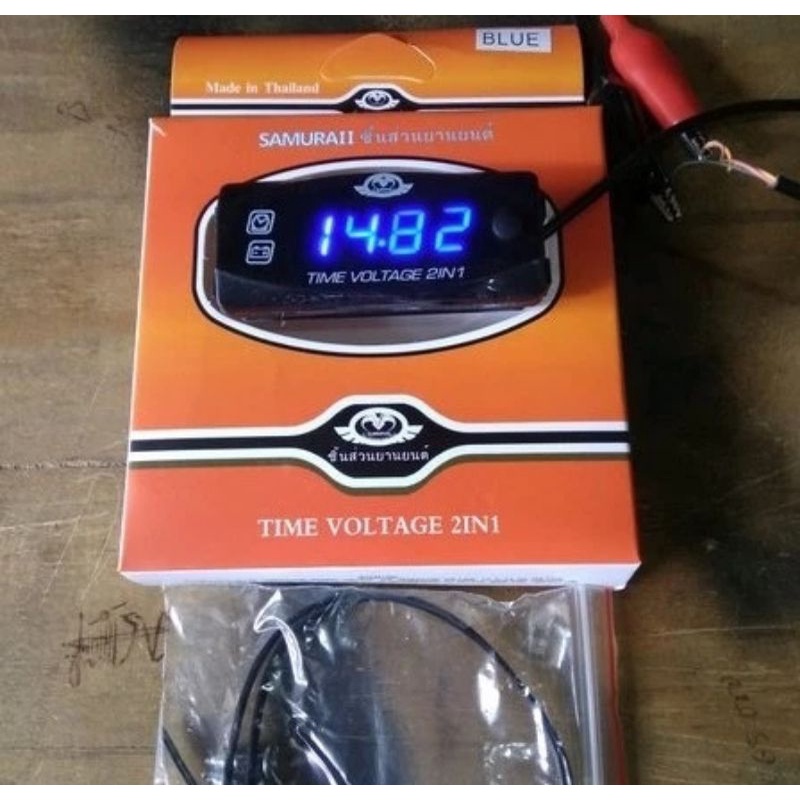 BLUE
Made in Thailand
SAMURAII ชิ้นส่วนยานยนต์
14.82
TIME VOLTAGE 2IN1
ชิ้นส่วนยานยนต์
TIME VOLTAGE 2IN1